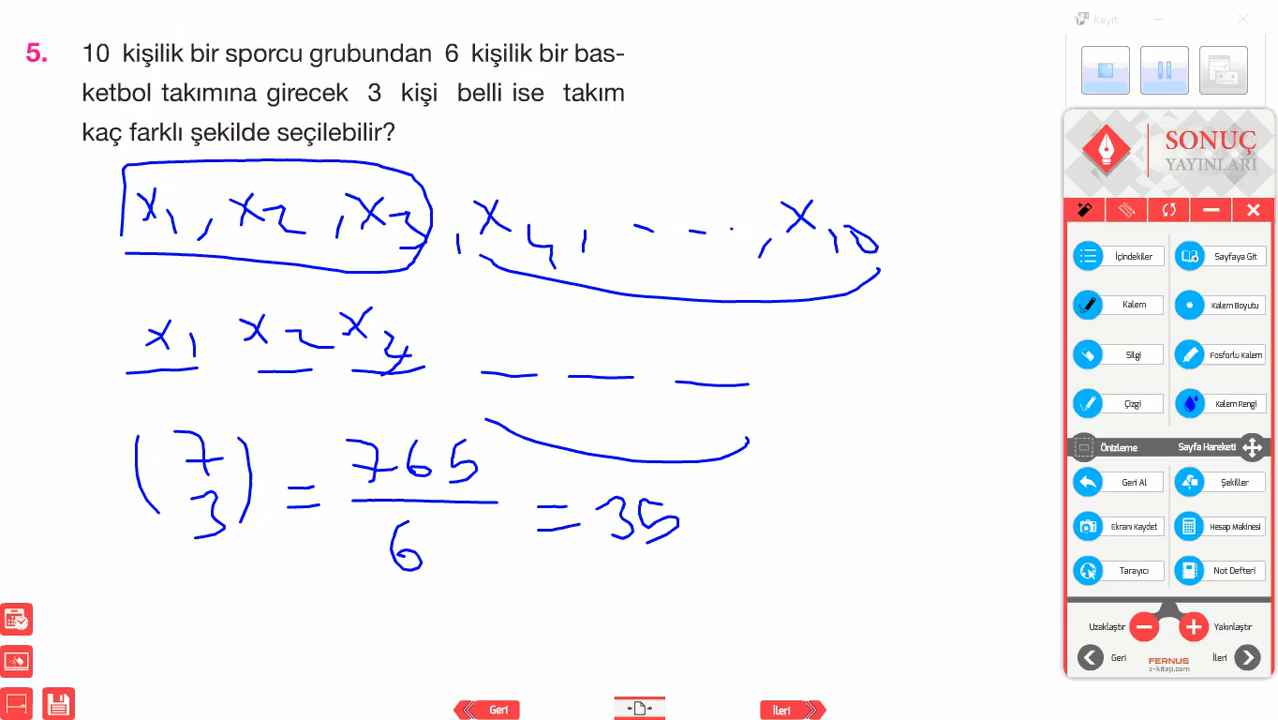 5. 10 kişilik bir sporcu grubundan 6 kişilik bir bas-
ketbol takımına girecek 3 kişi belli ise takım
kaç farklı şekilde seçilebilir?
x1, x2, x3, x4, - - - ., x10
x1 x2 x3 _ _ _
(7 3) = 765 / 6 = 35
Kayıt
SONUÇ
YAYINLARI
İçindekiler
Sayfaya Git
Kalem
Kalem Boyutu
Silgi
Fosforlu Kalem
Çizgi
Kalem Rengi
Önizleme
Sayfa Hareketi
Geri Al
Şekiller
Ekranı Kaydet
Hesap Makinesi
Tarayıcı
Not Defteri
Uzaklaştır
Yakınlaştır
Geri
FERNUS
z-kitap.com
İleri
Geri
İleri